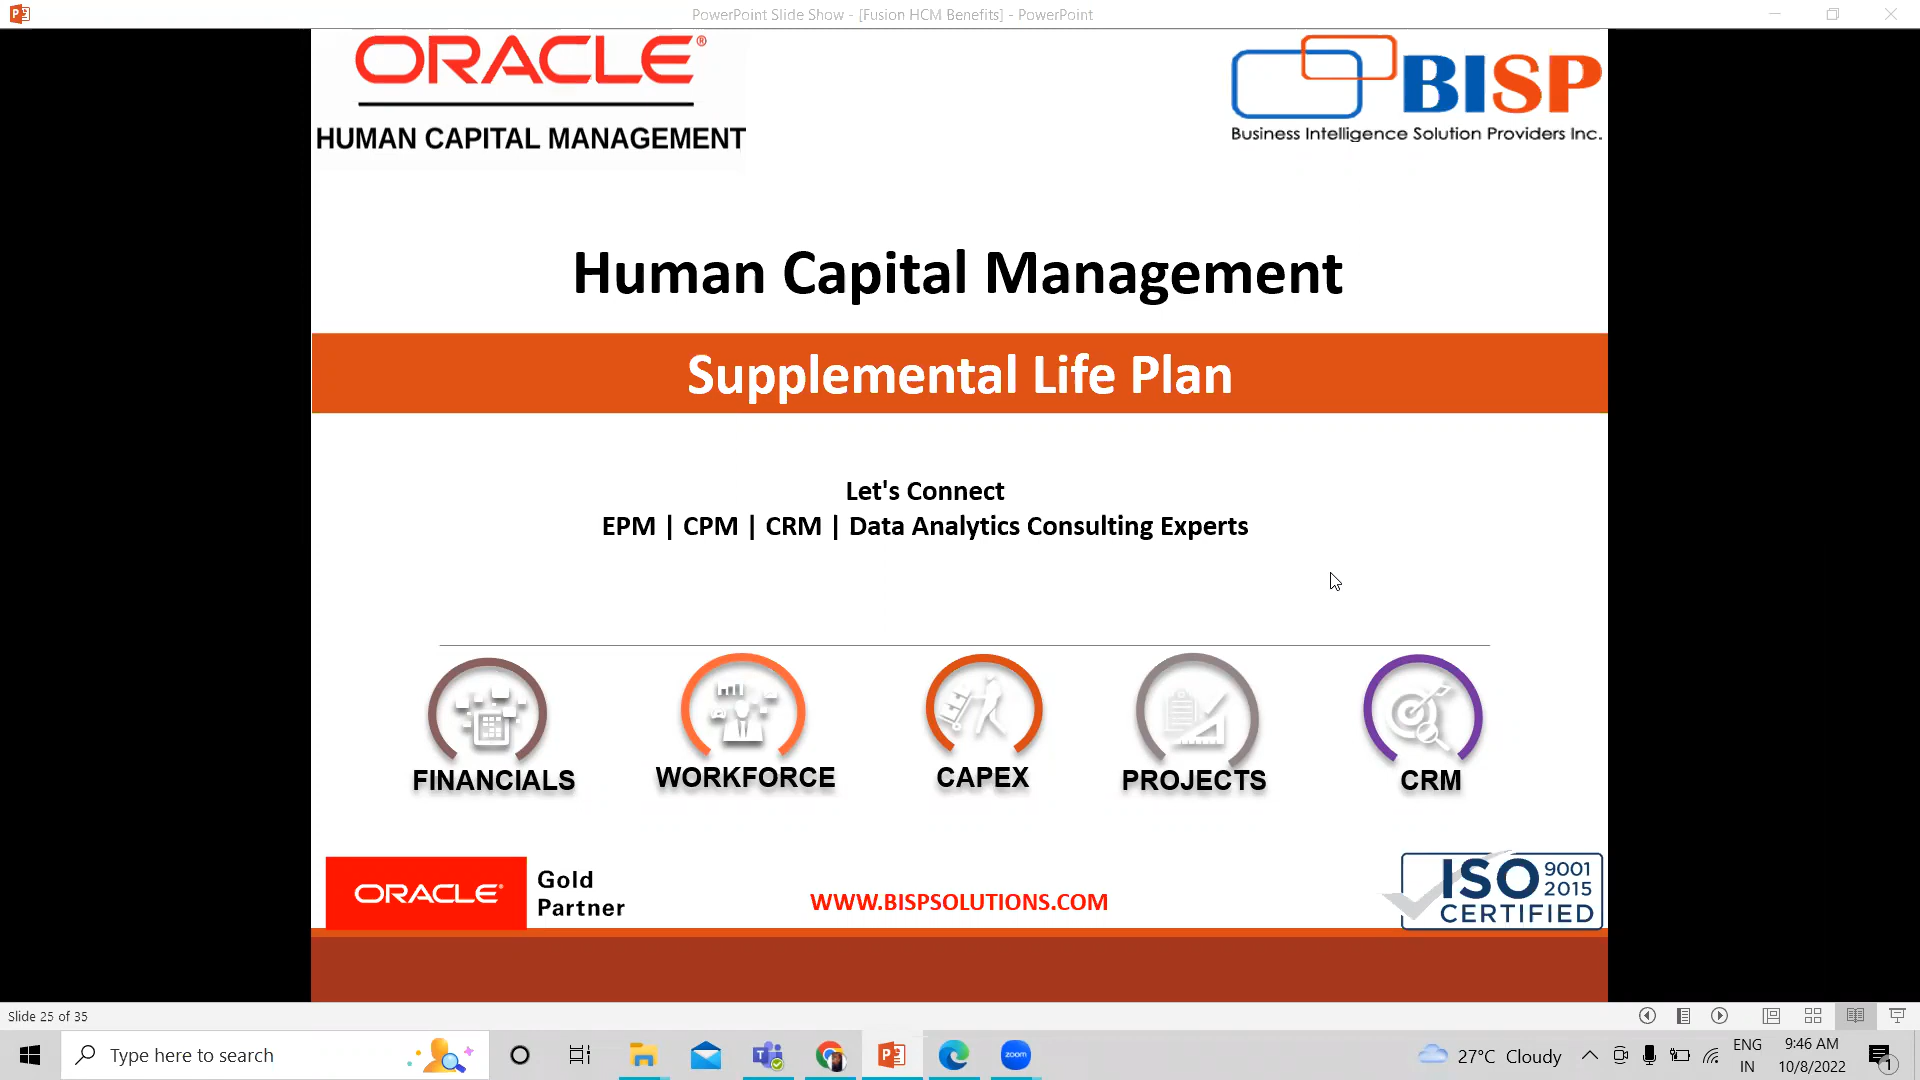 PowerPoint Slide Show - [Fusion HCM Benefits] - PowerPoint
ORACLE®
HUMAN CAPITAL MANAGEMENT
BISP
Business Intelligence Solution Providers Inc.
Human Capital Management
Supplemental Life Plan
Let's Connect
EPM | CPM | CRM | Data Analytics Consulting Experts
FINANCIALS
WORKFORCE
CAPEX
PROJECTS
CRM
ORACLE
Gold
Partner
WWW.BISPSOLUTIONS.COM
ISO 9001
2015
CERTIFIED
Slide 25 of 35
Type here to search
zoom
27°C Cloudy
ENG
IN
9:46 AM
10/8/2022
1